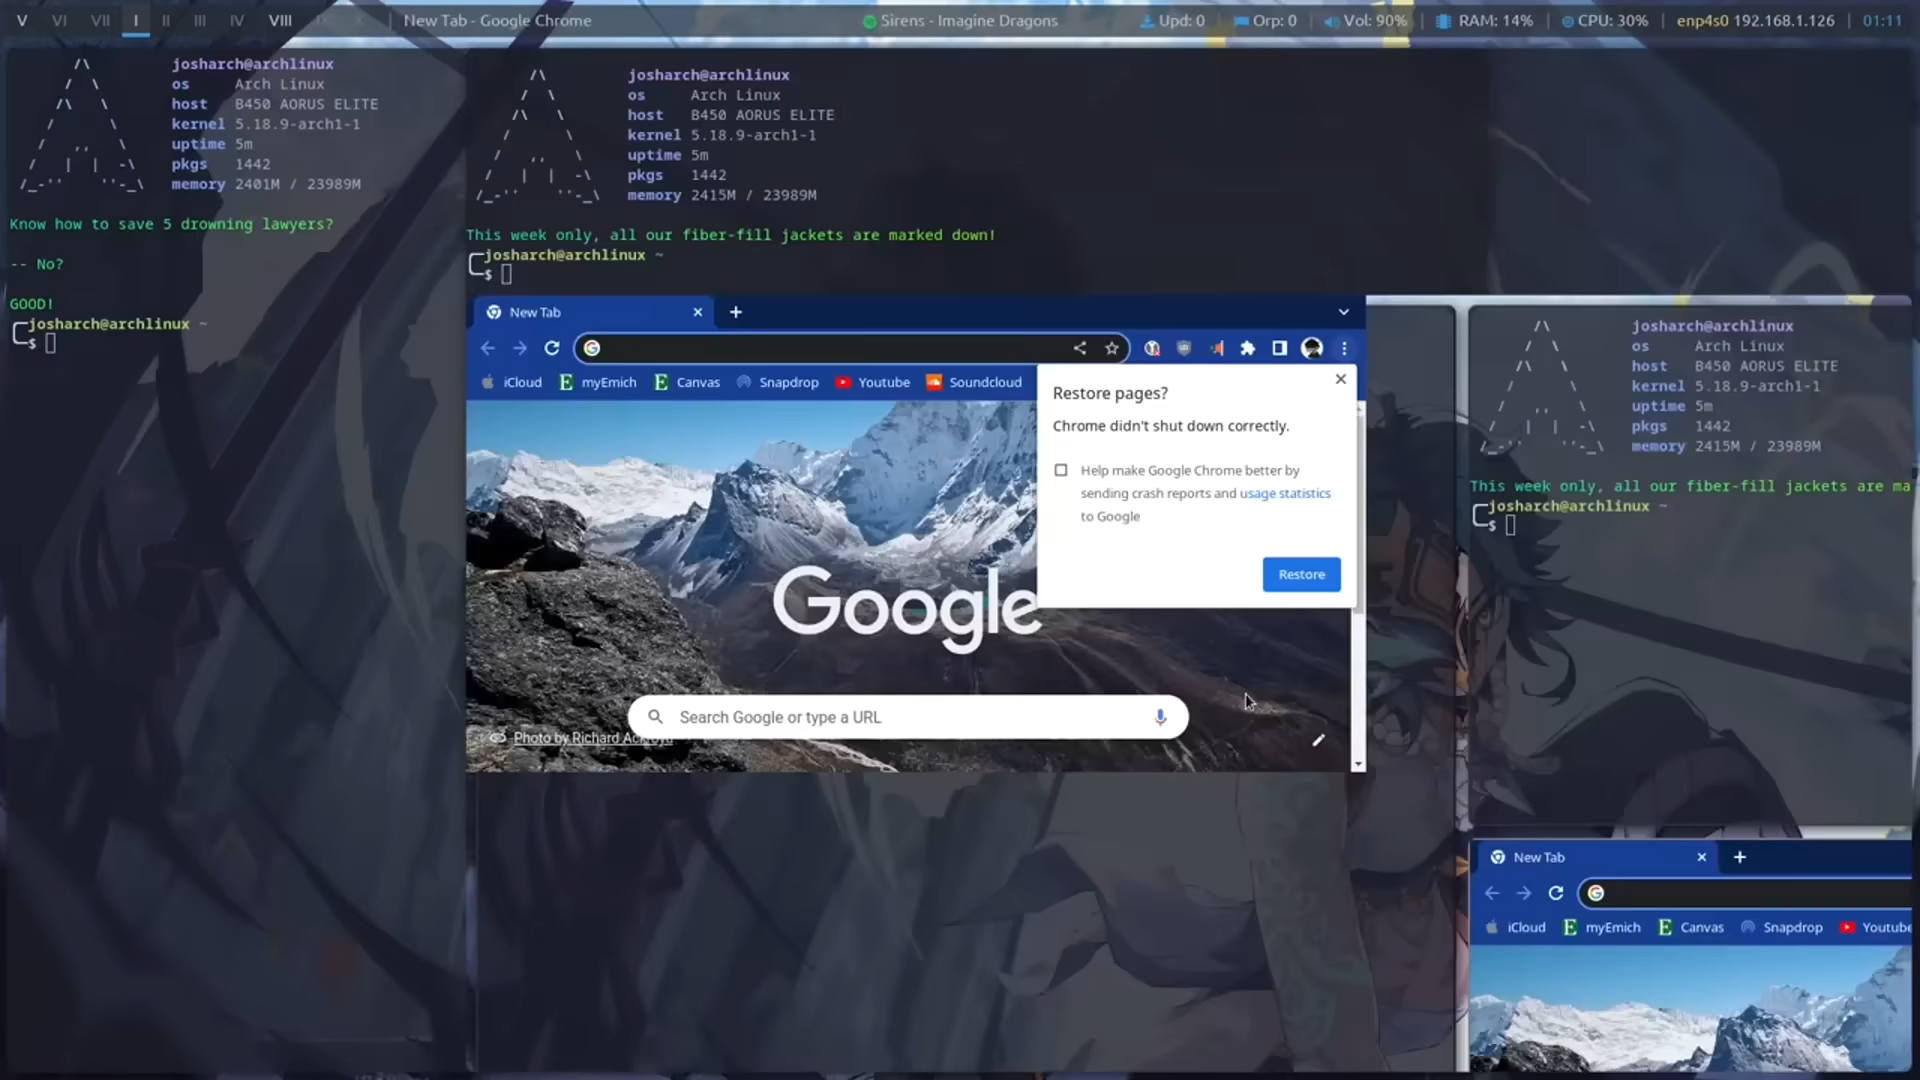 V VI VII I II III IV VIII IX X New Tab - Google Chrome Sirens - Imagine Dragons Upd: 0 Orp: 0 Vol: 90% RAM: 14% CPU: 30% enp4s0 192.168.1.126 01:11
josharch@archlinux
os Arch Linux
host B450 AORUS ELITE
kernel 5.18.9-arch1-1
uptime 5m
pkgs 1442
memory 2401M / 23989M
Know how to save 5 drowning lawyers?
-- No?
GOOD!
josharch@archlinux ~
$
josharch@archlinux
os Arch Linux
host B450 AORUS ELITE
kernel 5.18.9-arch1-1
uptime 5m
pkgs 1442
memory 2415M / 23989M
This week only, all our fiber-fill jackets are marked down!
josharch@archlinux ~
$
New Tab
iCloud myEmich Canvas Snapdrop Youtube Soundcloud
Restore pages?
Chrome didn't shut down correctly.
Help make Google Chrome better by
sending crash reports and usage statistics
to Google
Restore
Google
Search Google or type a URL
Photo by Richard
josharch@archlinux
os Arch Linux
host B450 AORUS ELITE
kernel 5.18.9-arch1-1
uptime 5m
pkgs 1442
memory 2415M / 23989M
This week only, all our fiber-fill jackets are ma
josharch@archlinux ~
$
New Tab
iCloud myEmich Canvas Snapdrop Youtube